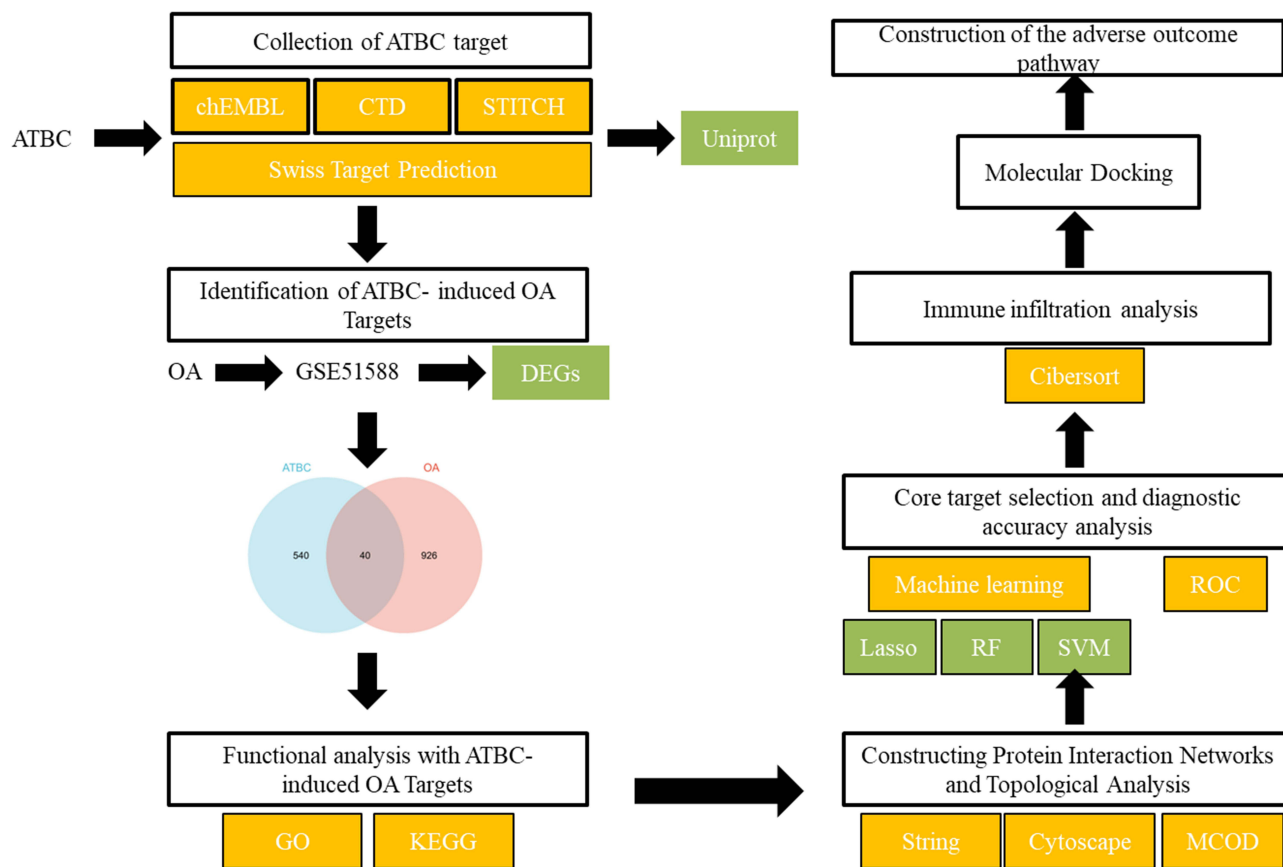 Collection of ATBC target
chEMBL
CTD
STITCH
ATBC
Uniprot
Swiss Target Prediction
Identification of ATBC- induced OA
Targets
OA
GSE51588
DEGs
ATBC
OA
540
40
926
Functional analysis with ATBC-
induced OA Targets
GO
KEGG
Construction of the adverse outcome
pathway
Molecular Docking
Immune infiltration analysis
Cibersort
Core target selection and diagnostic
accuracy analysis
Machine learning
ROC
Lasso
RF
SVM
Constructing Protein Interaction Networks
and Topological Analysis
String
Cytoscape
MCOD